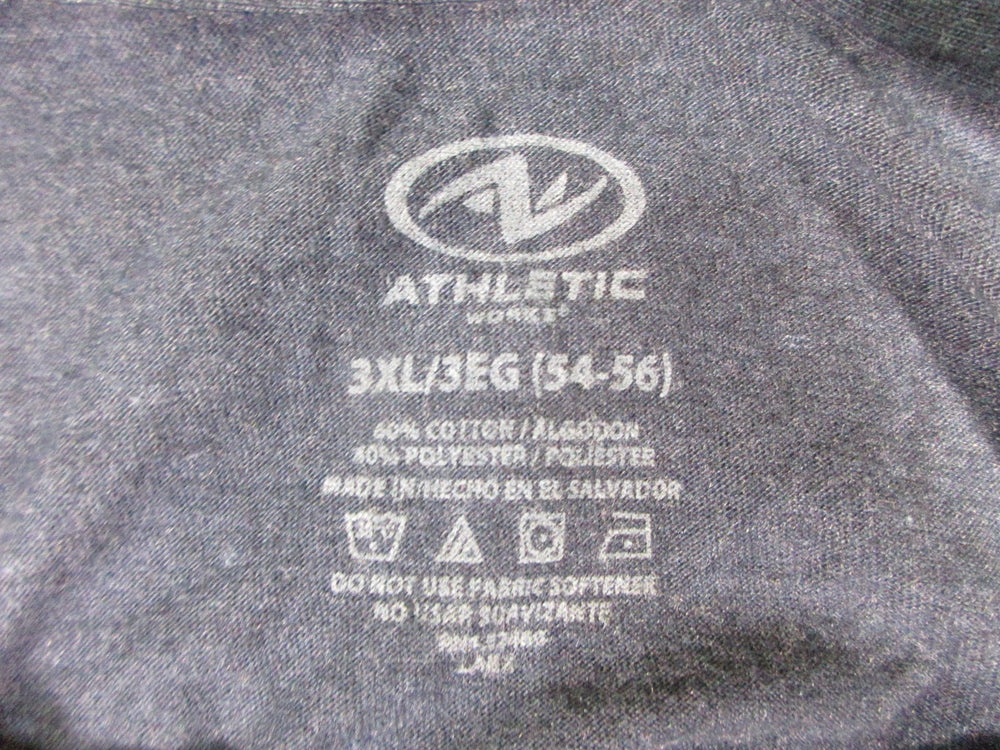 ATHLETIC
WORKS®
3XL/3EG (54-56)
60% COTTON / ALGODON
40% POLYESTER / POLIESTER
MADE IN/HECHO EN EL SALVADOR
DO NOT USE FABRIC SOFTENER
NO USAR SUAVIZANTE